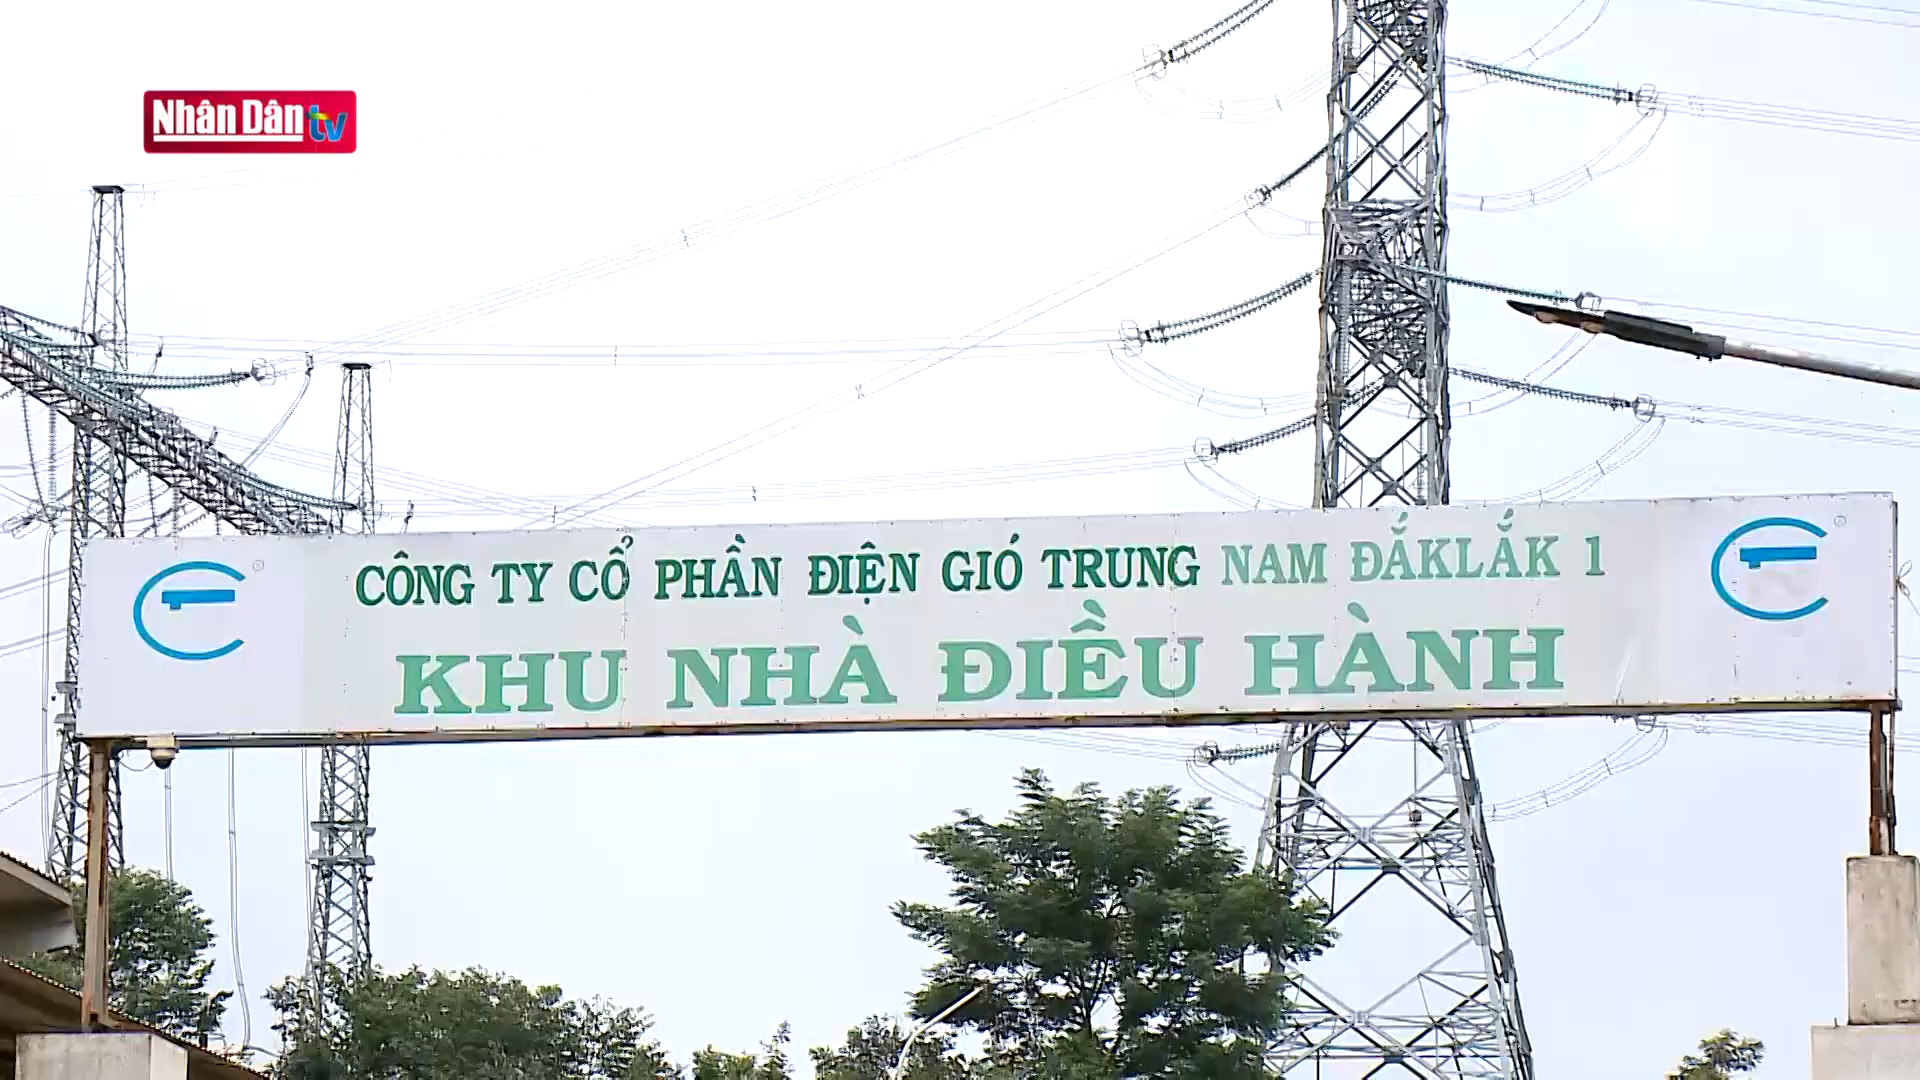 Nhân Dân tv
CÔNG TY CỔ PHẦN ĐIỆN GIÓ TRUNG NAM ĐẮKLẮK 1
KHU NHÀ ĐIỀU HÀNH